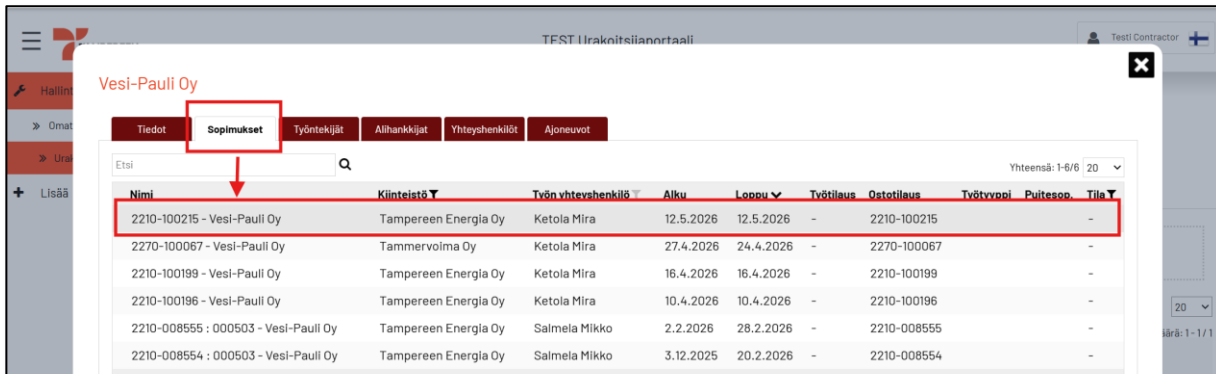 TEST Urakoitsijaportaali
Testi Contractor
Vesi-Pauli Oy
Hallint
Omat
Ural
Lisää
Tiedot Sopimukset Työntekijät Alihankkijat Yhteyshenkilöt Ajoneuvot
Etsi
Yhteensä: 1-6/6 20
Nimi Kiinteistö Työn yhteyshenkilö Alku Loppu Työtilaus Ostotilaus Työtyyppi Puitesop. Tila
2210-100215 - Vesi-Pauli Oy Tampereen Energia Oy Ketola Mira 12.5.2026 12.5.2026 - 2210-100215 -
2270-100067 - Vesi-Pauli Oy Tammervoima Oy Ketola Mira 27.4.2026 24.4.2026 - 2270-100067 -
2210-100199 - Vesi-Pauli Oy Tampereen Energia Oy Ketola Mira 16.4.2026 16.4.2026 - 2210-100199 -
2210-100196 - Vesi-Pauli Oy Tampereen Energia Oy Ketola Mira 10.4.2026 10.4.2026 - 2210-100196 -
20
2210-008555 : 000503 - Vesi-Pauli Oy Tampereen Energia Oy Salmela Mikko 2.2.2026 28.2.2026 - 2210-008555 -
äärä: 1 - 1 / 1
2210-008554 : 000503 - Vesi-Pauli Oy Tampereen Energia Oy Salmela Mikko 3.12.2025 20.2.2026 - 2210-008554 -